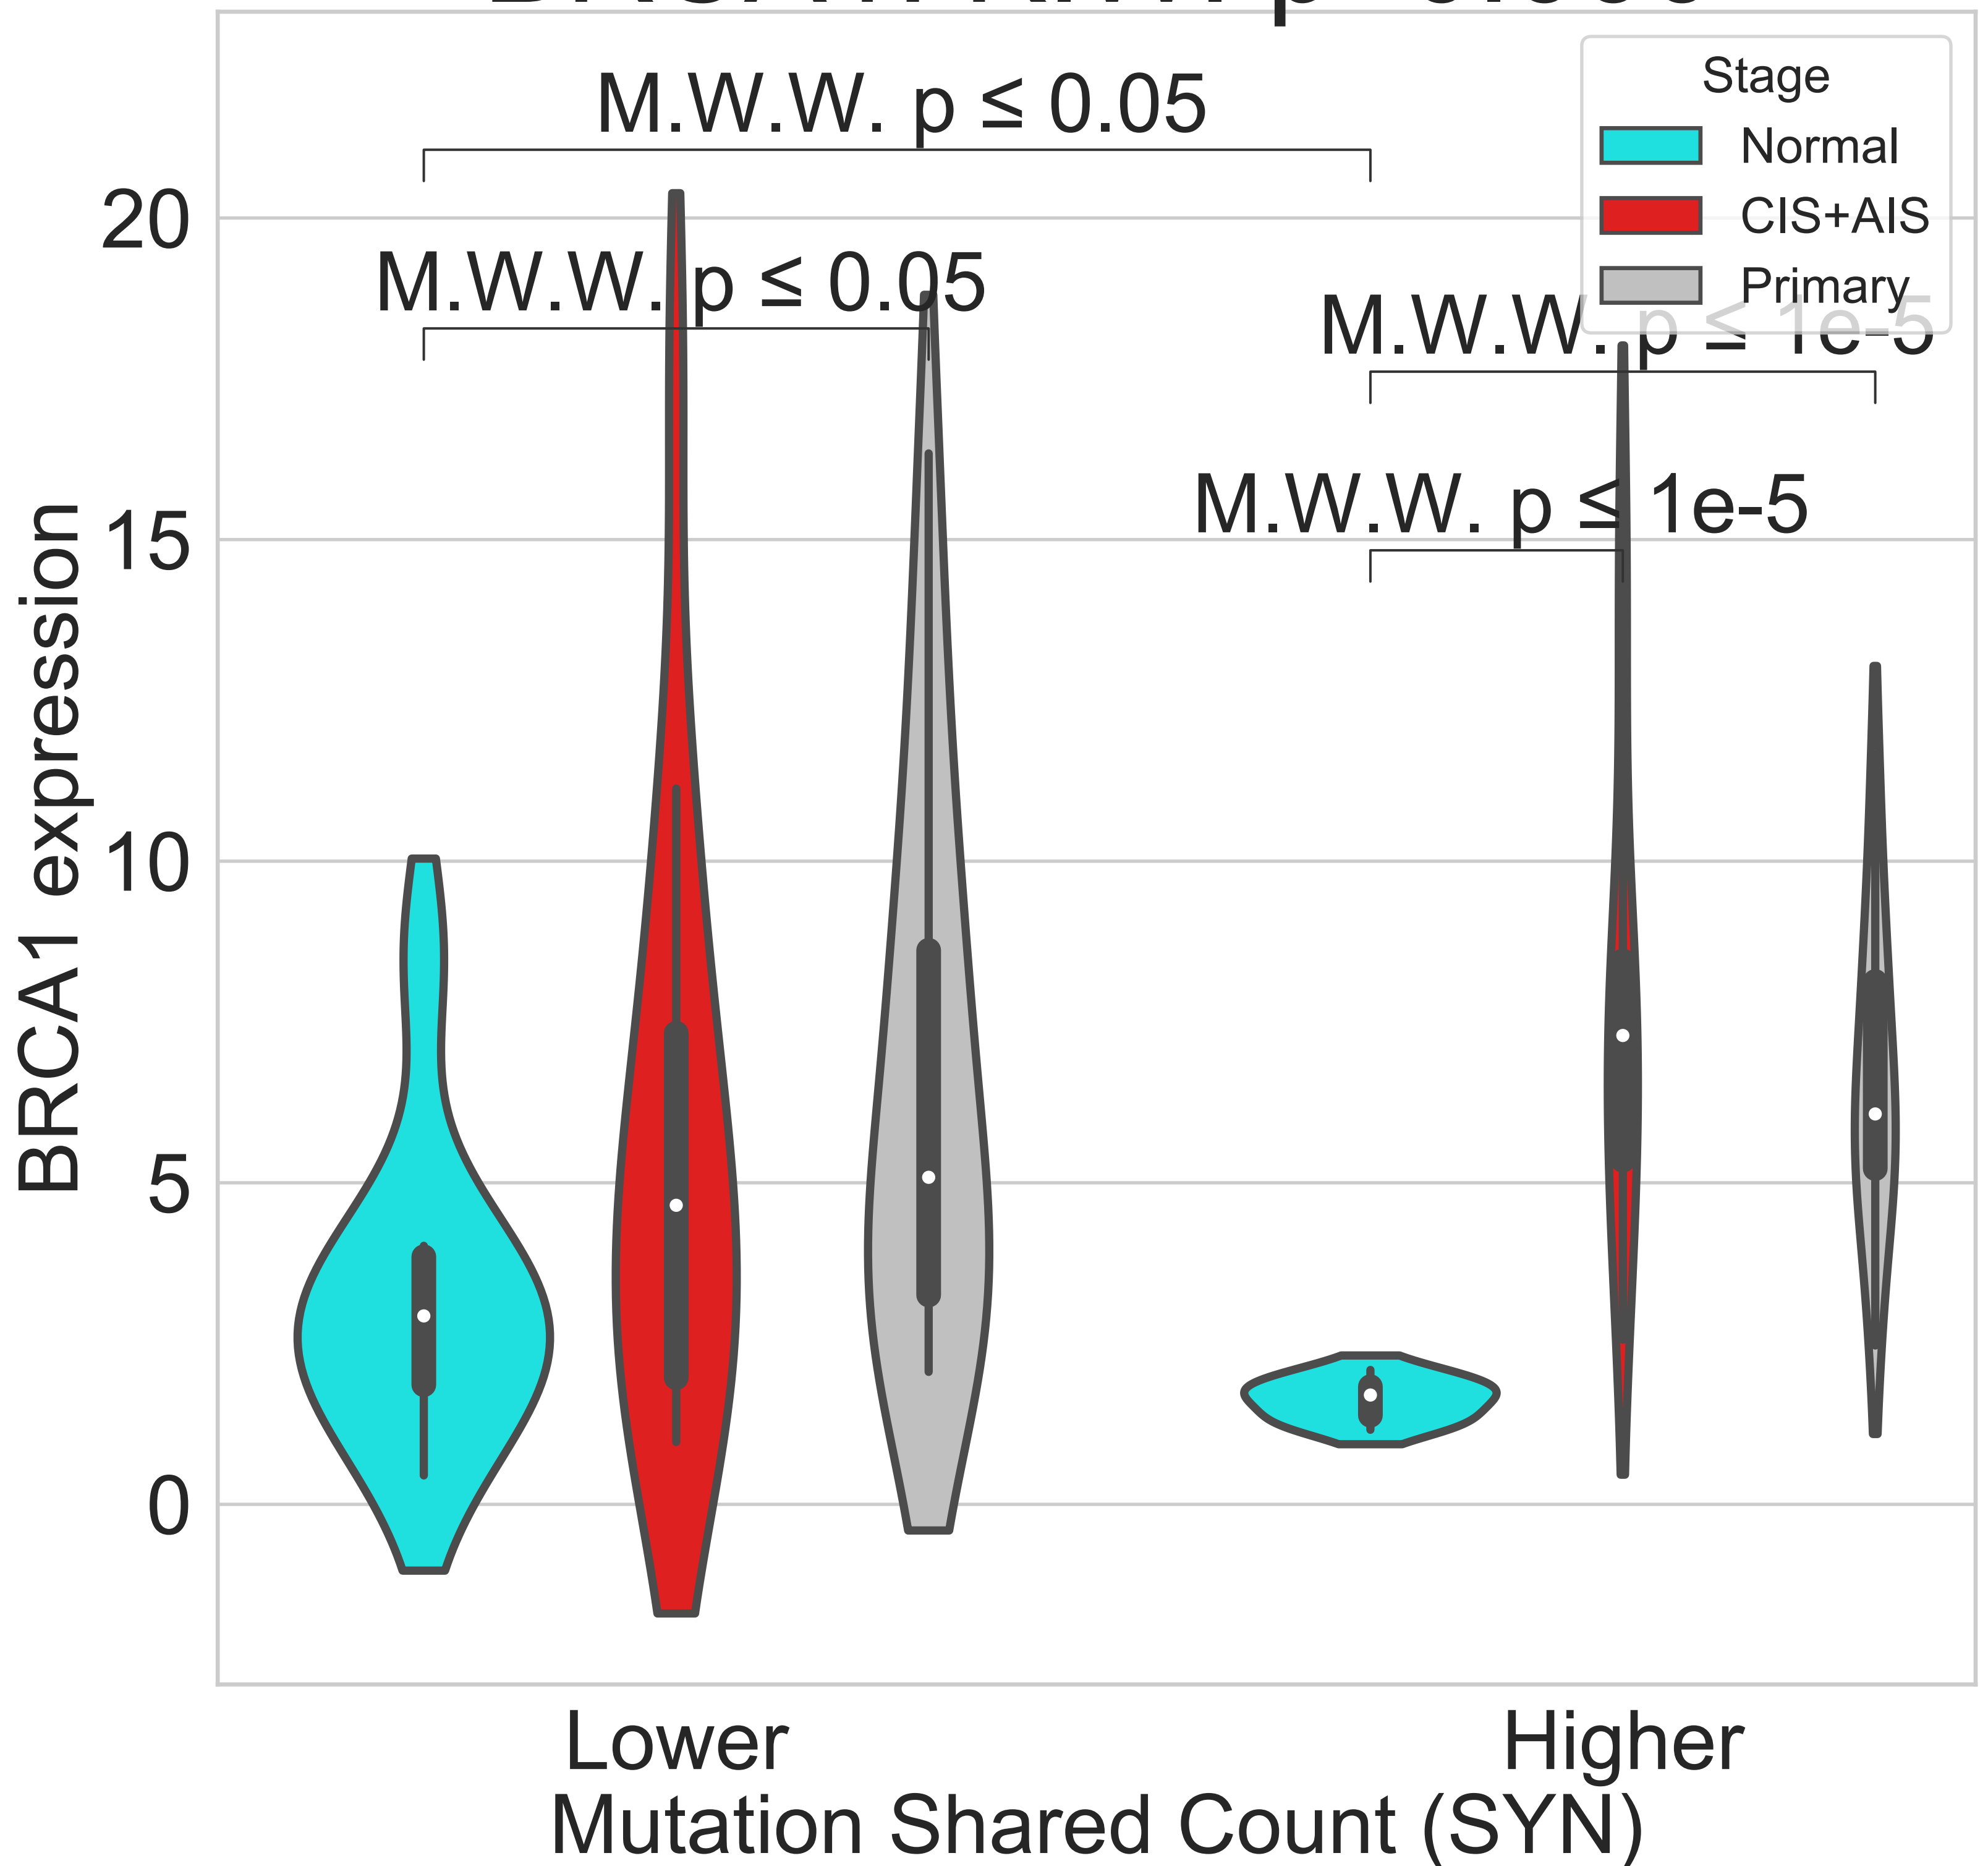 M.W.W. p ≤ 0.05
M.W.W. p ≤ 0.05
M.W.W. p ≤ 1e-5
M.W.W. p ≤ 1e-5
Stage
Normal
CIS+AIS
Primary
20
15
10
5
0
BRCA1 expression
Lower
Higher
Mutation Shared Count (SYN)